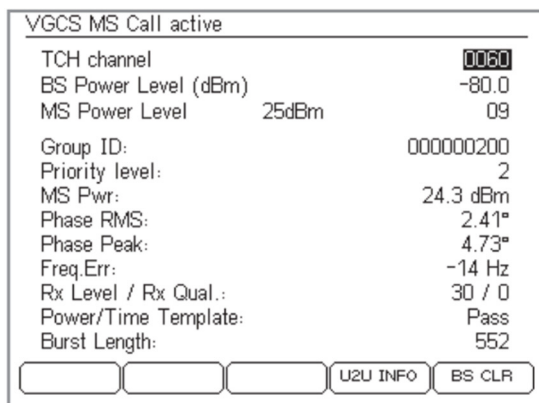 VGCS MS Call active
TCH channel 0060
BS Power Level (dBm) -80.0
MS Power Level 25dBm 09
Group ID: 000000200
Priority level: 2
MS Pwr: 24.3 dBm
Phase RMS: 2.41°
Phase Peak: 4.73°
Freq.Err: -14 Hz
Rx Level / Rx Qual.: 30 / 0
Power/Time Template: Pass
Burst Length: 552
U2U INFO BS CLR